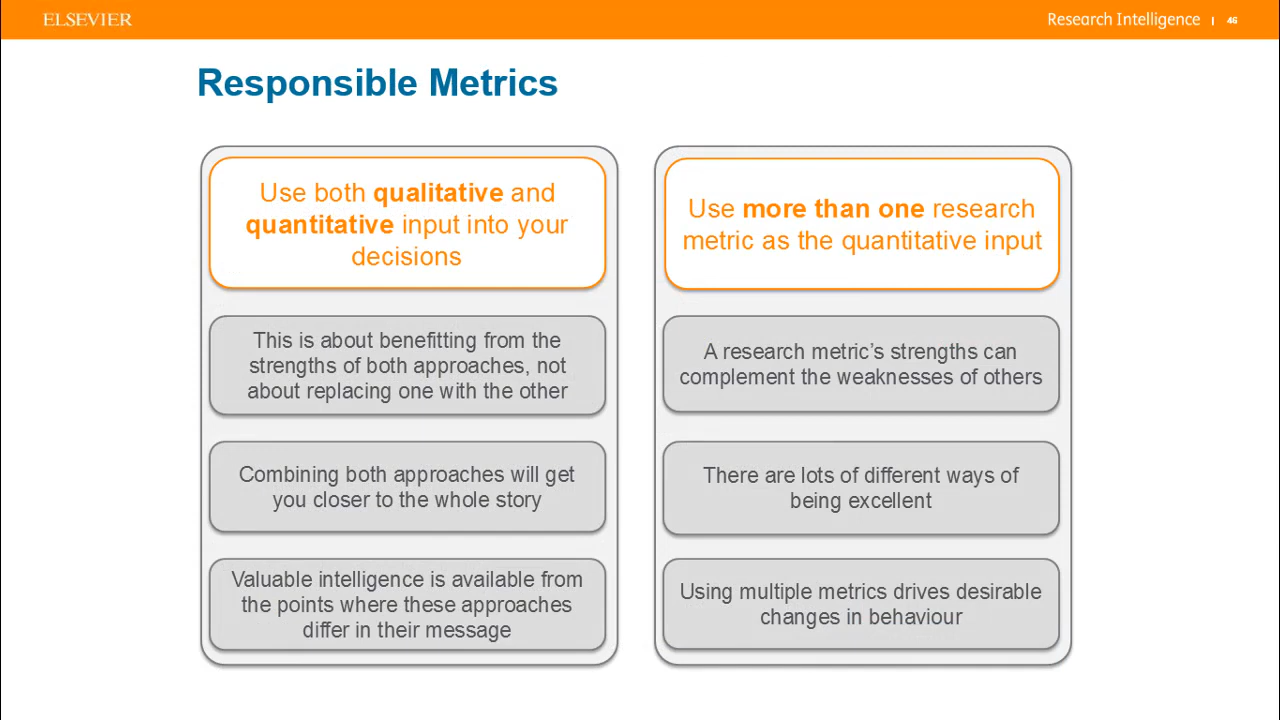 ELSEVIER
Research Intelligence | 46
Responsible Metrics
Use both qualitative and
quantitative input into your
decisions
This is about benefitting from the
strengths of both approaches, not
about replacing one with the other
Combining both approaches will get
you closer to the whole story
Valuable intelligence is available from
the points where these approaches
differ in their message
Use more than one research
metric as the quantitative input
A research metric’s strengths can
complement the weaknesses of others
There are lots of different ways of
being excellent
Using multiple metrics drives desirable
changes in behaviour